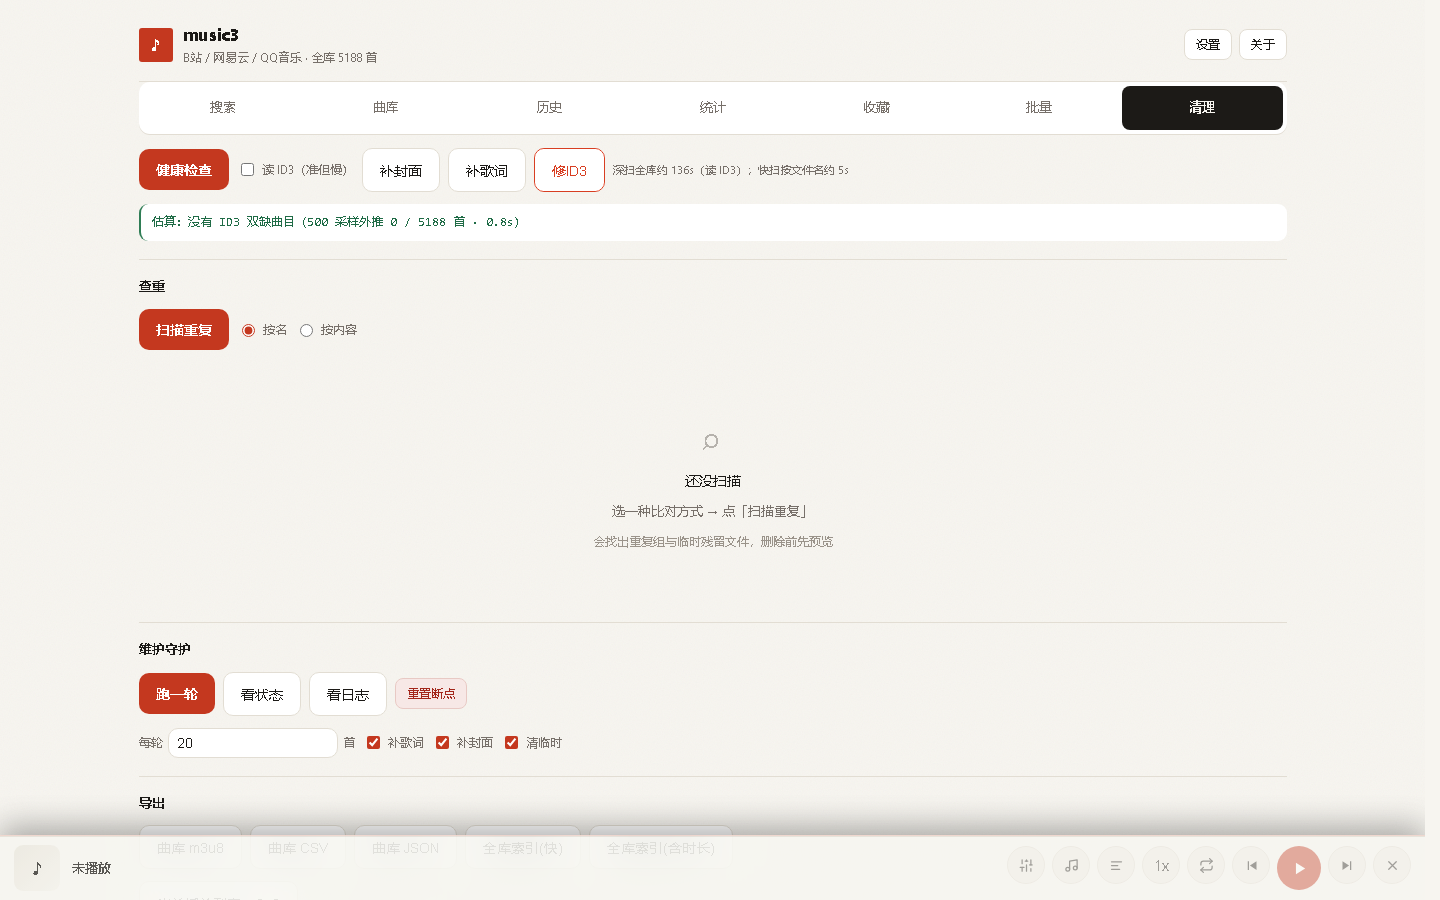 music3
B站 / 网易云 / QQ音乐 · 全库 5188 首
设置
关于
搜索
曲库
历史
统计
收藏
批量
清理
健康检查
读 ID3（准但慢）
补封面
补歌词
修ID3
深扫全库约 136s（读 ID3）；快扫按文件名约 5s
估算: 没有 ID3 双缺曲目 (500 采样外推 0 / 5188 首 · 0.8s)
查重
扫描重复
按名
按内容
还没扫描
选一种比对方式 → 点「扫描重复」
会找出重复组与临时残留文件，删除前先预览
维护守护
跑一轮
看状态
看日志
重置断点
每轮
20
首
补歌词
补封面
清临时
导出
曲库 m3u8
曲库 CSV
曲库 JSON
全库索引(快)
全库索引(含时长)
未播放
1x